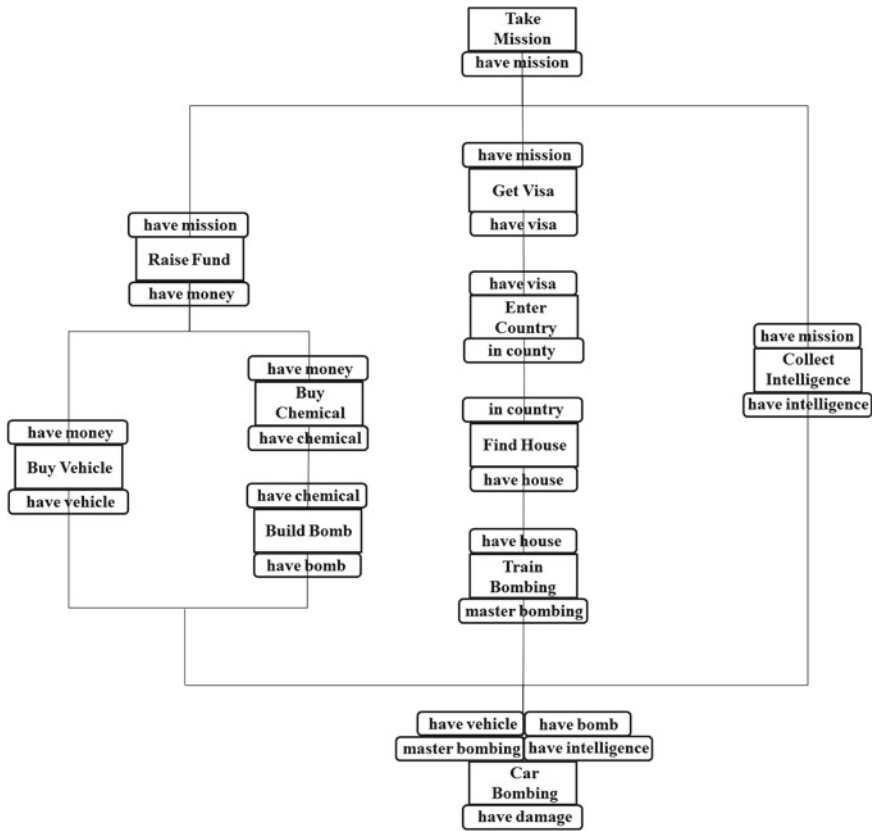 Take
Mission
have mission
have mission
Get Visa
have visa
have mission
Raise Fund
have money
have visa
Enter
Country
in county
have mission
Collect
Intelligence
have intelligence
have money
Buy
Chemical
have chemical
in country
Find House
have house
have money
Buy Vehicle
have vehicle
have chemical
Build Bomb
have bomb
have house
Train
Bombing
master bombing
have vehicle have bomb
master bombing have intelligence
Car
Bombing
have damage